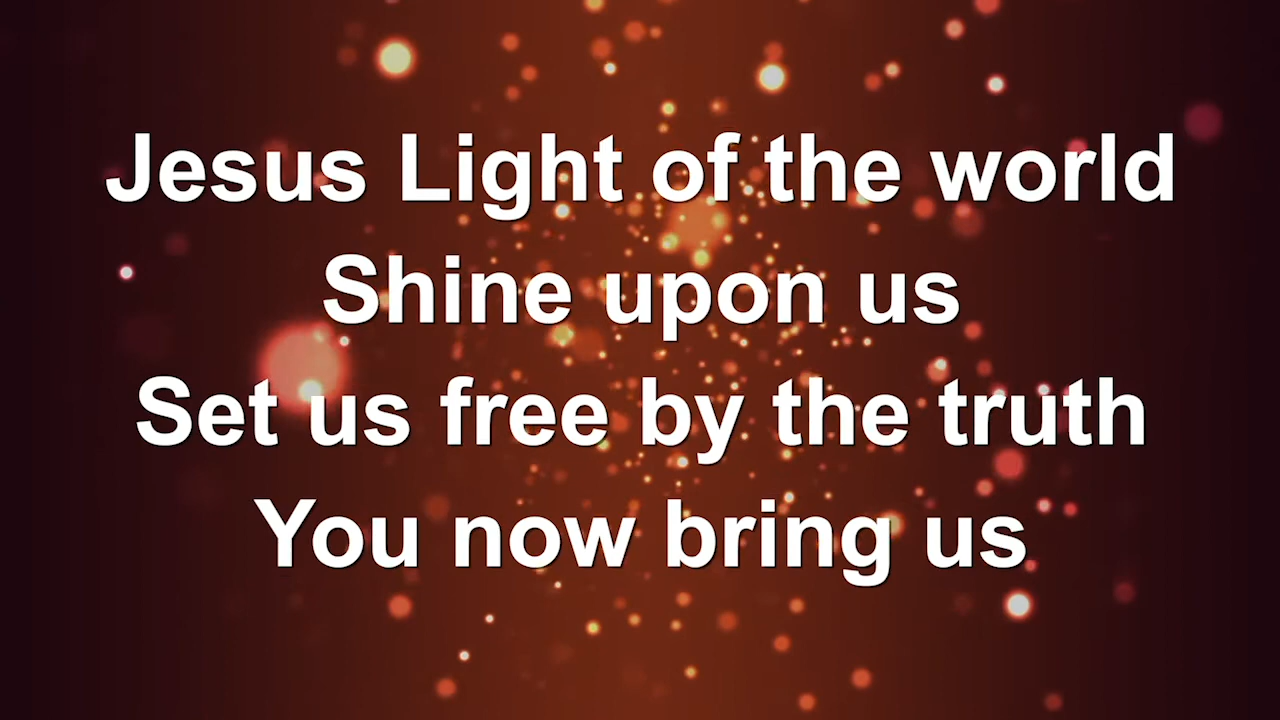 Jesus Light of the world
Shine upon us
Set us free by the truth
You now bring us